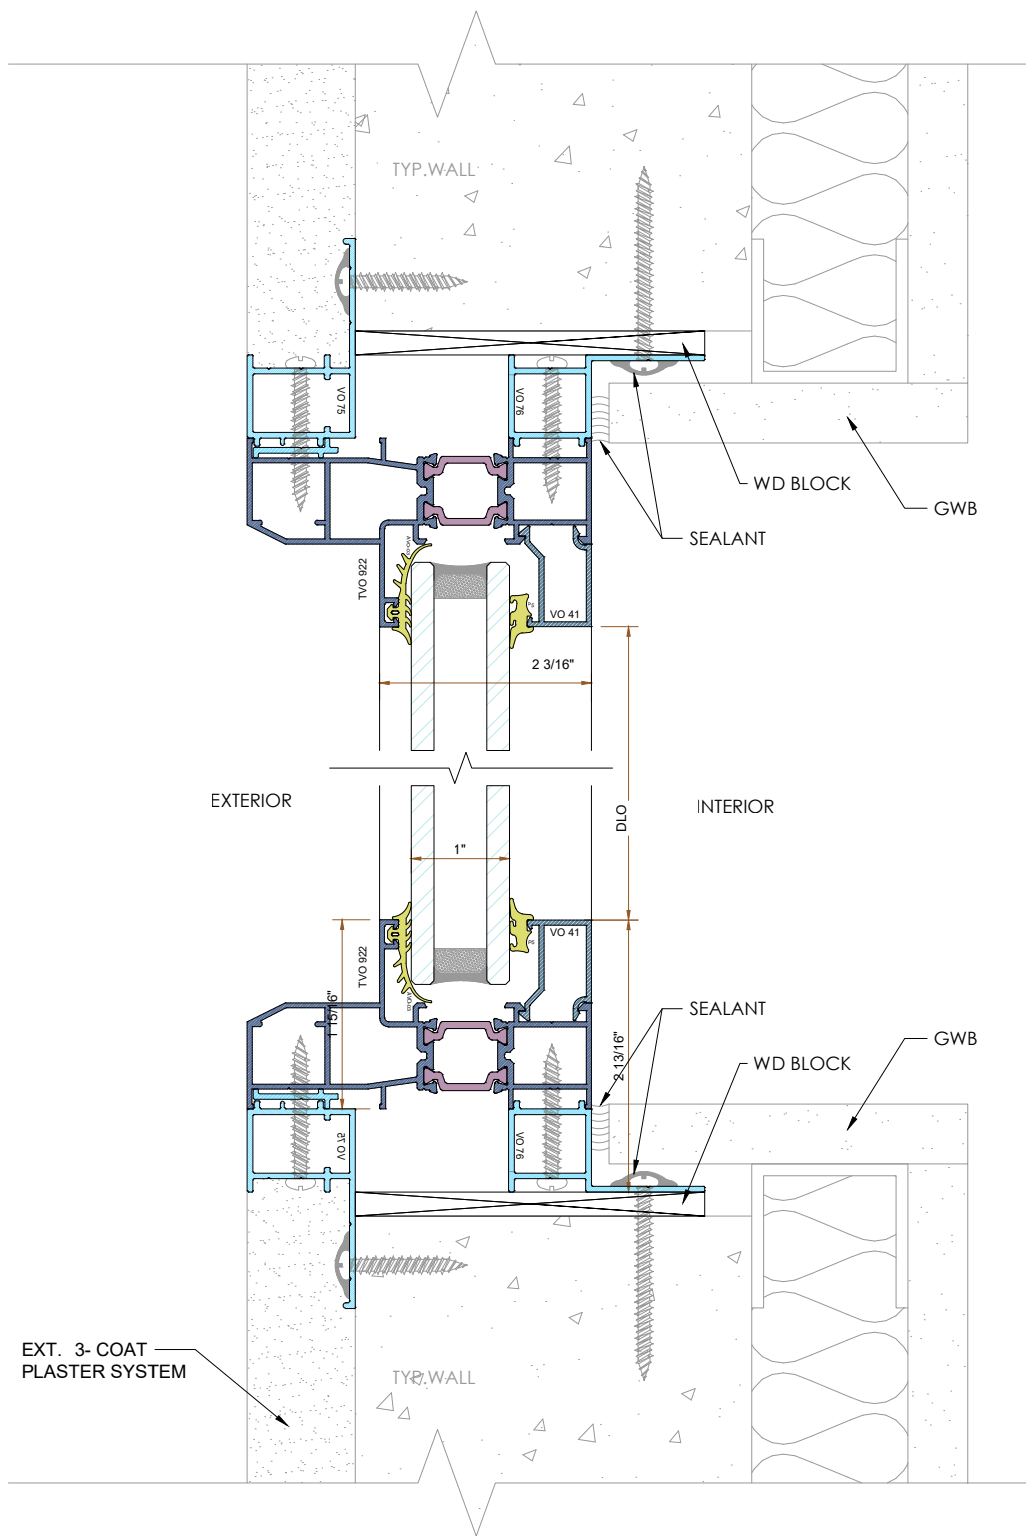 TYP.WALL
VO 75
VO 76
WD BLOCK
GWB
SEALANT
TVO 922
VO 41
2 3/16"
EXTERIOR
INTERIOR
DLO
1"
VO 41
TVO 922
1 15/16"
2 13/16"
SEALANT
GWB
WD BLOCK
VO 75
VO 76
EXT. 3- COAT
PLASTER SYSTEM
TYP.WALL